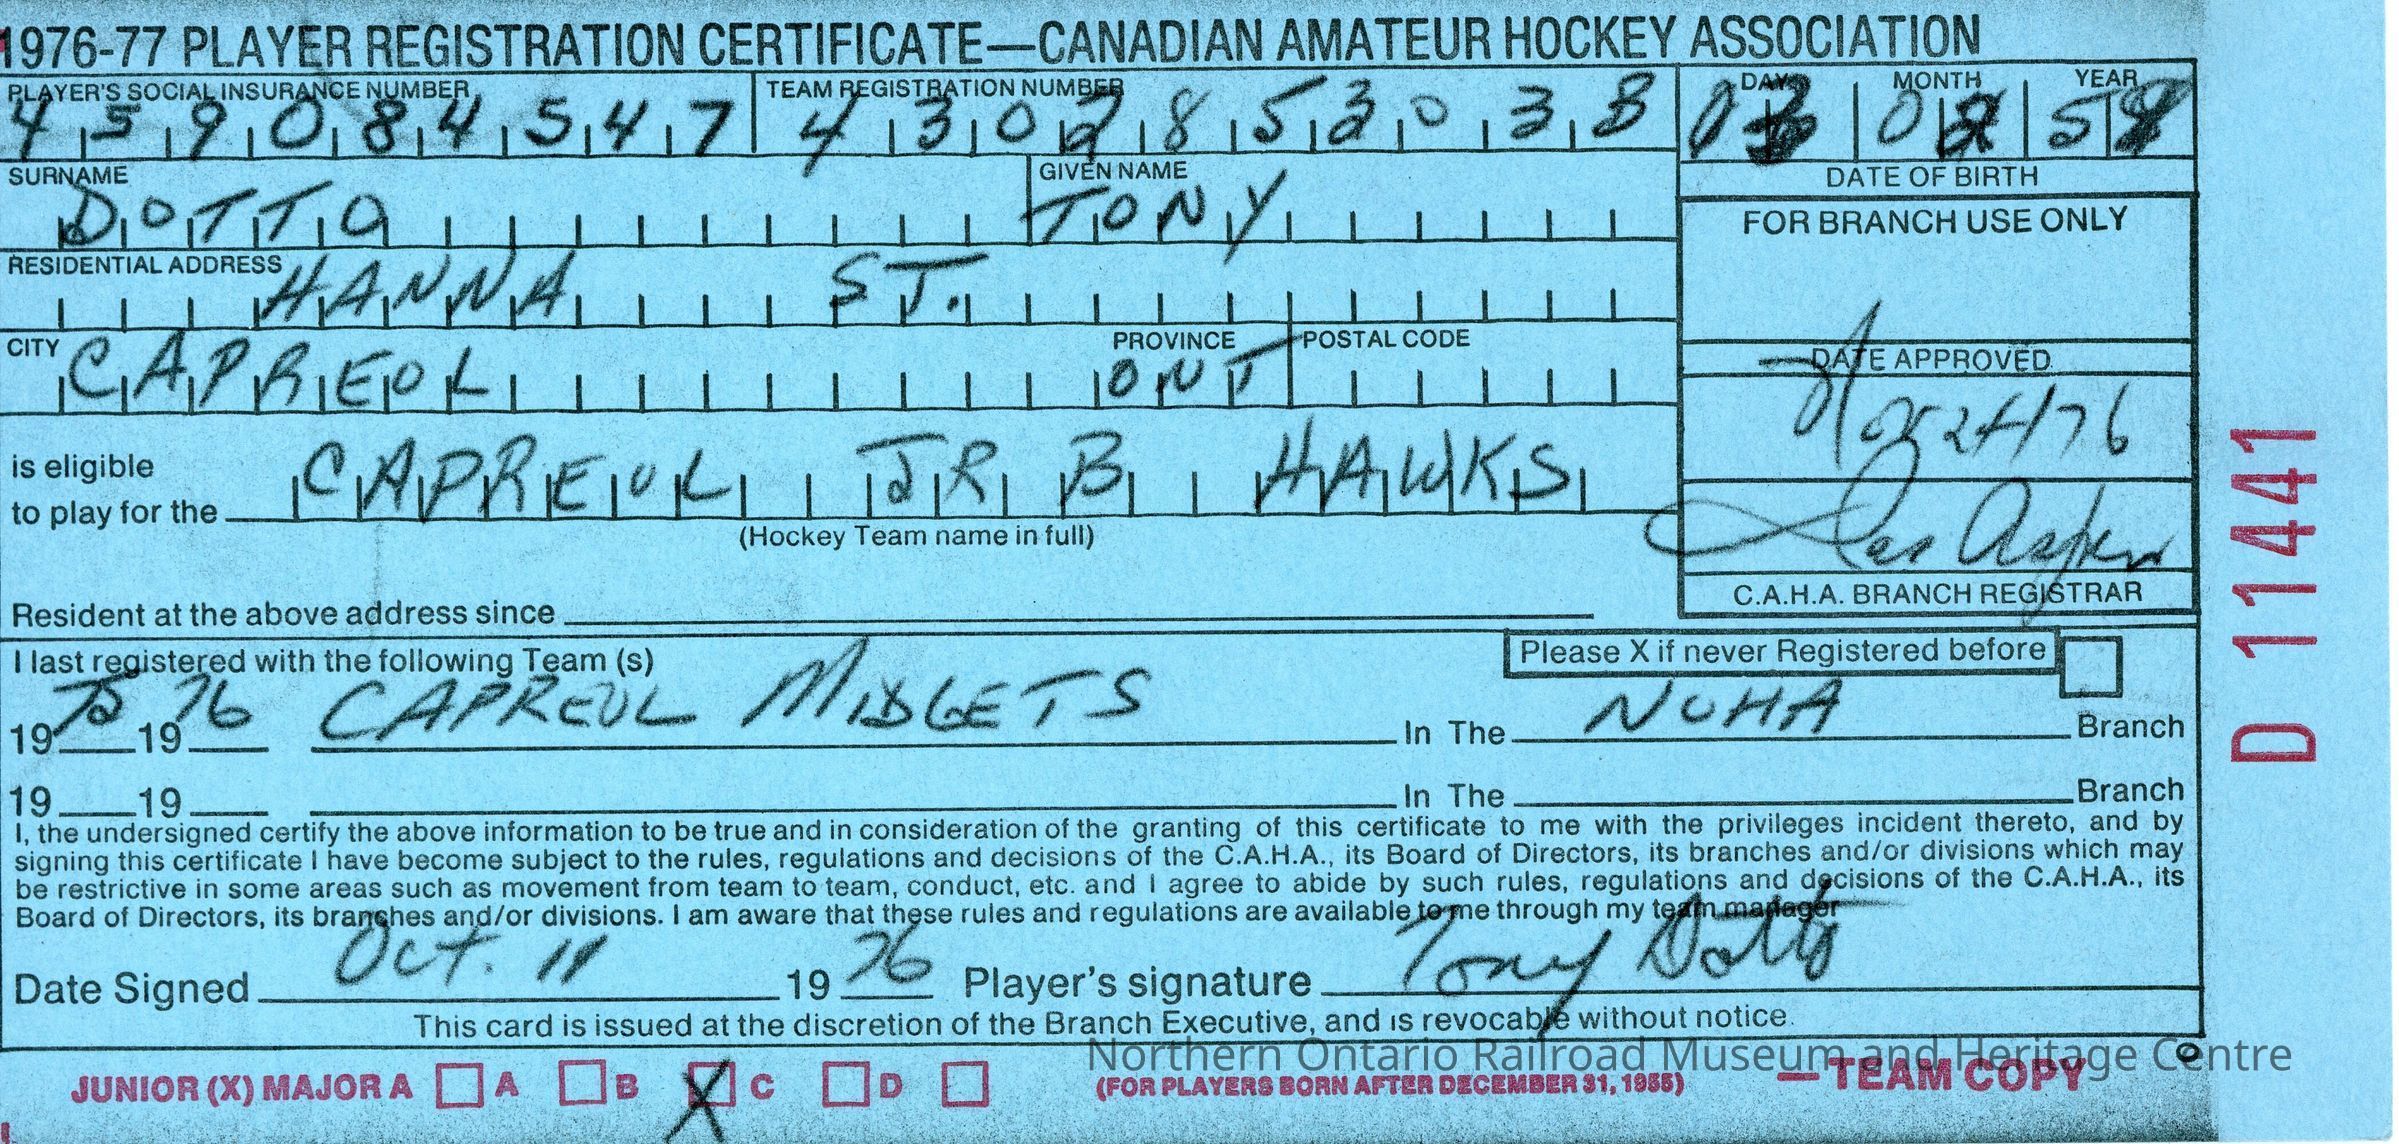 1976-77 PLAYER REGISTRATION CERTIFICATE—CANADIAN AMATEUR HOCKEY ASSOCIATION
PLAYER'S SOCIAL INSURANCE NUMBER TEAM REGISTRATION NUMBER DAY MONTH YEAR
459084547 4302853038
DATE OF BIRTH
SURNAME GIVEN NAME
DOTTO TONY
FOR BRANCH USE ONLY
RESIDENTIAL ADDRESS
HANNA ST.
CITY PROVINCE POSTAL CODE
CAPREOL ONT
DATE APPROVED
24/76
is eligible
to play for the CAPREOL JR B HAWKS
(Hockey Team name in full)
C.A.H.A. BRANCH REGISTRAR
Resident at the above address since
I last registered with the following Team (s) Please X if never Registered before
1975 1976 CAPREOL MIDGETS In The NOHA Branch
19 19 In The Branch
I, the undersigned certify the above information to be true and in consideration of the granting of this certificate to me with the privileges incident thereto, and by
signing this certificate I have become subject to the rules, regulations and decisions of the C.A.H.A., its Board of Directors, its branches and/or divisions which may
be restrictive in some areas such as movement from team to team, conduct, etc. and I agree to abide by such rules, regulations and decisions of the C.A.H.A., its
Board of Directors, its branches and/or divisions. I am aware that these rules and regulations are available to me through my team manager
Date Signed Oct. 11 1976 Player's signature Tony Dotto
This card is issued at the discretion of the Branch Executive, and is revocable without notice.
Northern Ontario Railroad Museum and Heritage Centre
JUNIOR (X) MAJOR A A B X C D (FOR PLAYERS BORN AFTER DECEMBER 31, 1955) —TEAM COPY
D 11441